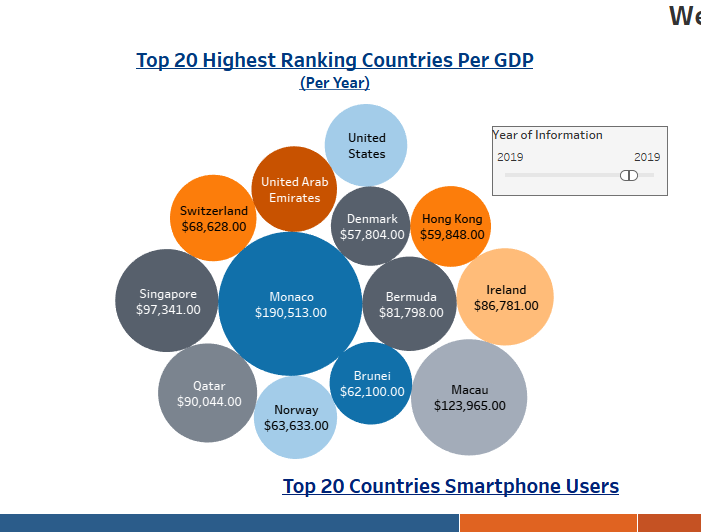 We
Top 20 Highest Ranking Countries Per GDP
(Per Year)
Year of Information
2019 2019
United
States
United Arab
Emirates
Switzerland
$68,628.00
Denmark
$57,804.00
Hong Kong
$59,848.00
Singapore
$97,341.00
Monaco
$190,513.00
Bermuda
$81,798.00
Ireland
$86,781.00
Qatar
$90,044.00
Norway
$63,633.00
Brunei
$62,100.00
Macau
$123,965.00
Top 20 Countries Smartphone Users